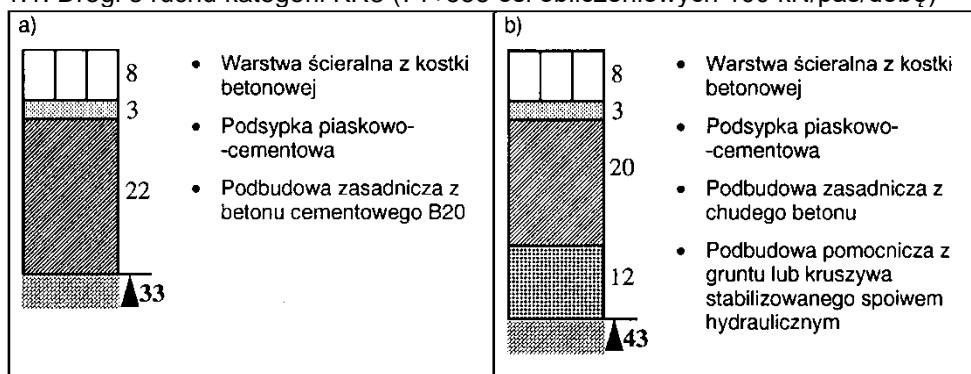 a)
8
3
22
33
• Warstwa ścieralna z kostki
betonowej
• Podsypka piaskowo-
-cementowa
• Podbudowa zasadnicza z
betonu cementowego B20
b)
8
3
20
12
43
• Warstwa ścieralna z kostki
betonowej
• Podsypka piaskowo-
-cementowa
• Podbudowa zasadnicza z
chudego betonu
• Podbudowa pomocnicza z
gruntu lub kruszywa
stabilizowanego spoiwem
hydraulicznym